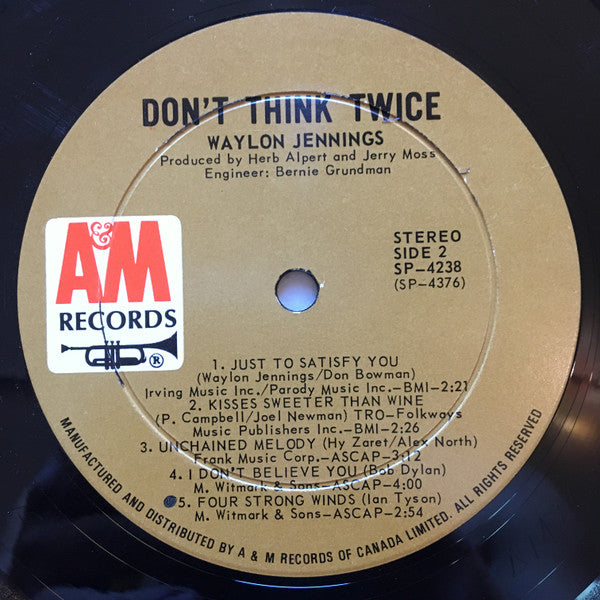 DON'T THINK TWICE
WAYLON JENNINGS
Produced by Herb Alpert and Jerry Moss
Engineer: Bernie Grundman
A&M
RECORDS
®
STEREO
SIDE 2
SP-4238
(SP-4376)
1. JUST TO SATISFY YOU
(Waylon Jennings/Don Bowman)
Irving Music Inc./Parody Music Inc.-BMI-2:21
2. KISSES SWEETER THAN WINE
(P. Campbell/Joel Newman) TRO-Folkways
Music Publishers Inc.-BMI-2:26
3. UNCHAINED MELODY (Hy Zaret/Alex North)
Frank Music Corp.-ASCAP-3:12
4. I DON'T BELIEVE YOU (Bob Dylan)
M. Witmark & Sons-ASCAP-4:00
5. FOUR STRONG WINDS (Ian Tyson)
M. Witmark & Sons-ASCAP-2:54
MANUFACTURED AND DISTRIBUTED BY A & M RECORDS OF CANADA LIMITED. ALL RIGHTS RESERVED